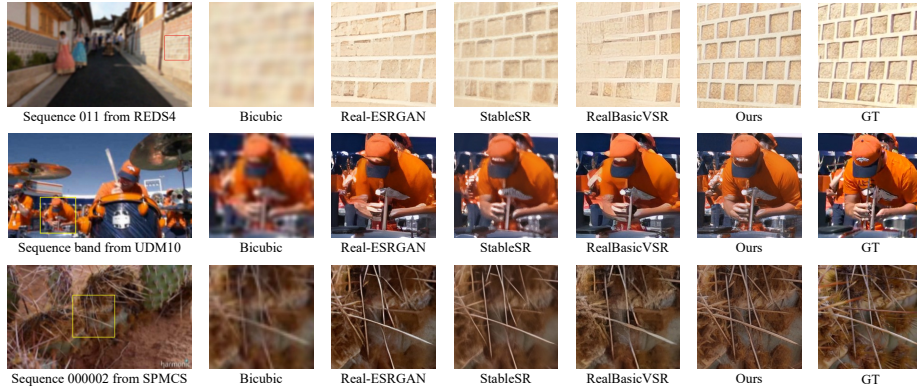 Sequence 011 from REDS4 Bicubic Real-ESRGAN StableSR RealBasicVSR Ours GT
Sequence band from UDM10 Bicubic Real-ESRGAN StableSR RealBasicVSR Ours GT
harmonic
Sequence 000002 from SPMCS Bicubic Real-ESRGAN StableSR RealBasicVSR Ours GT